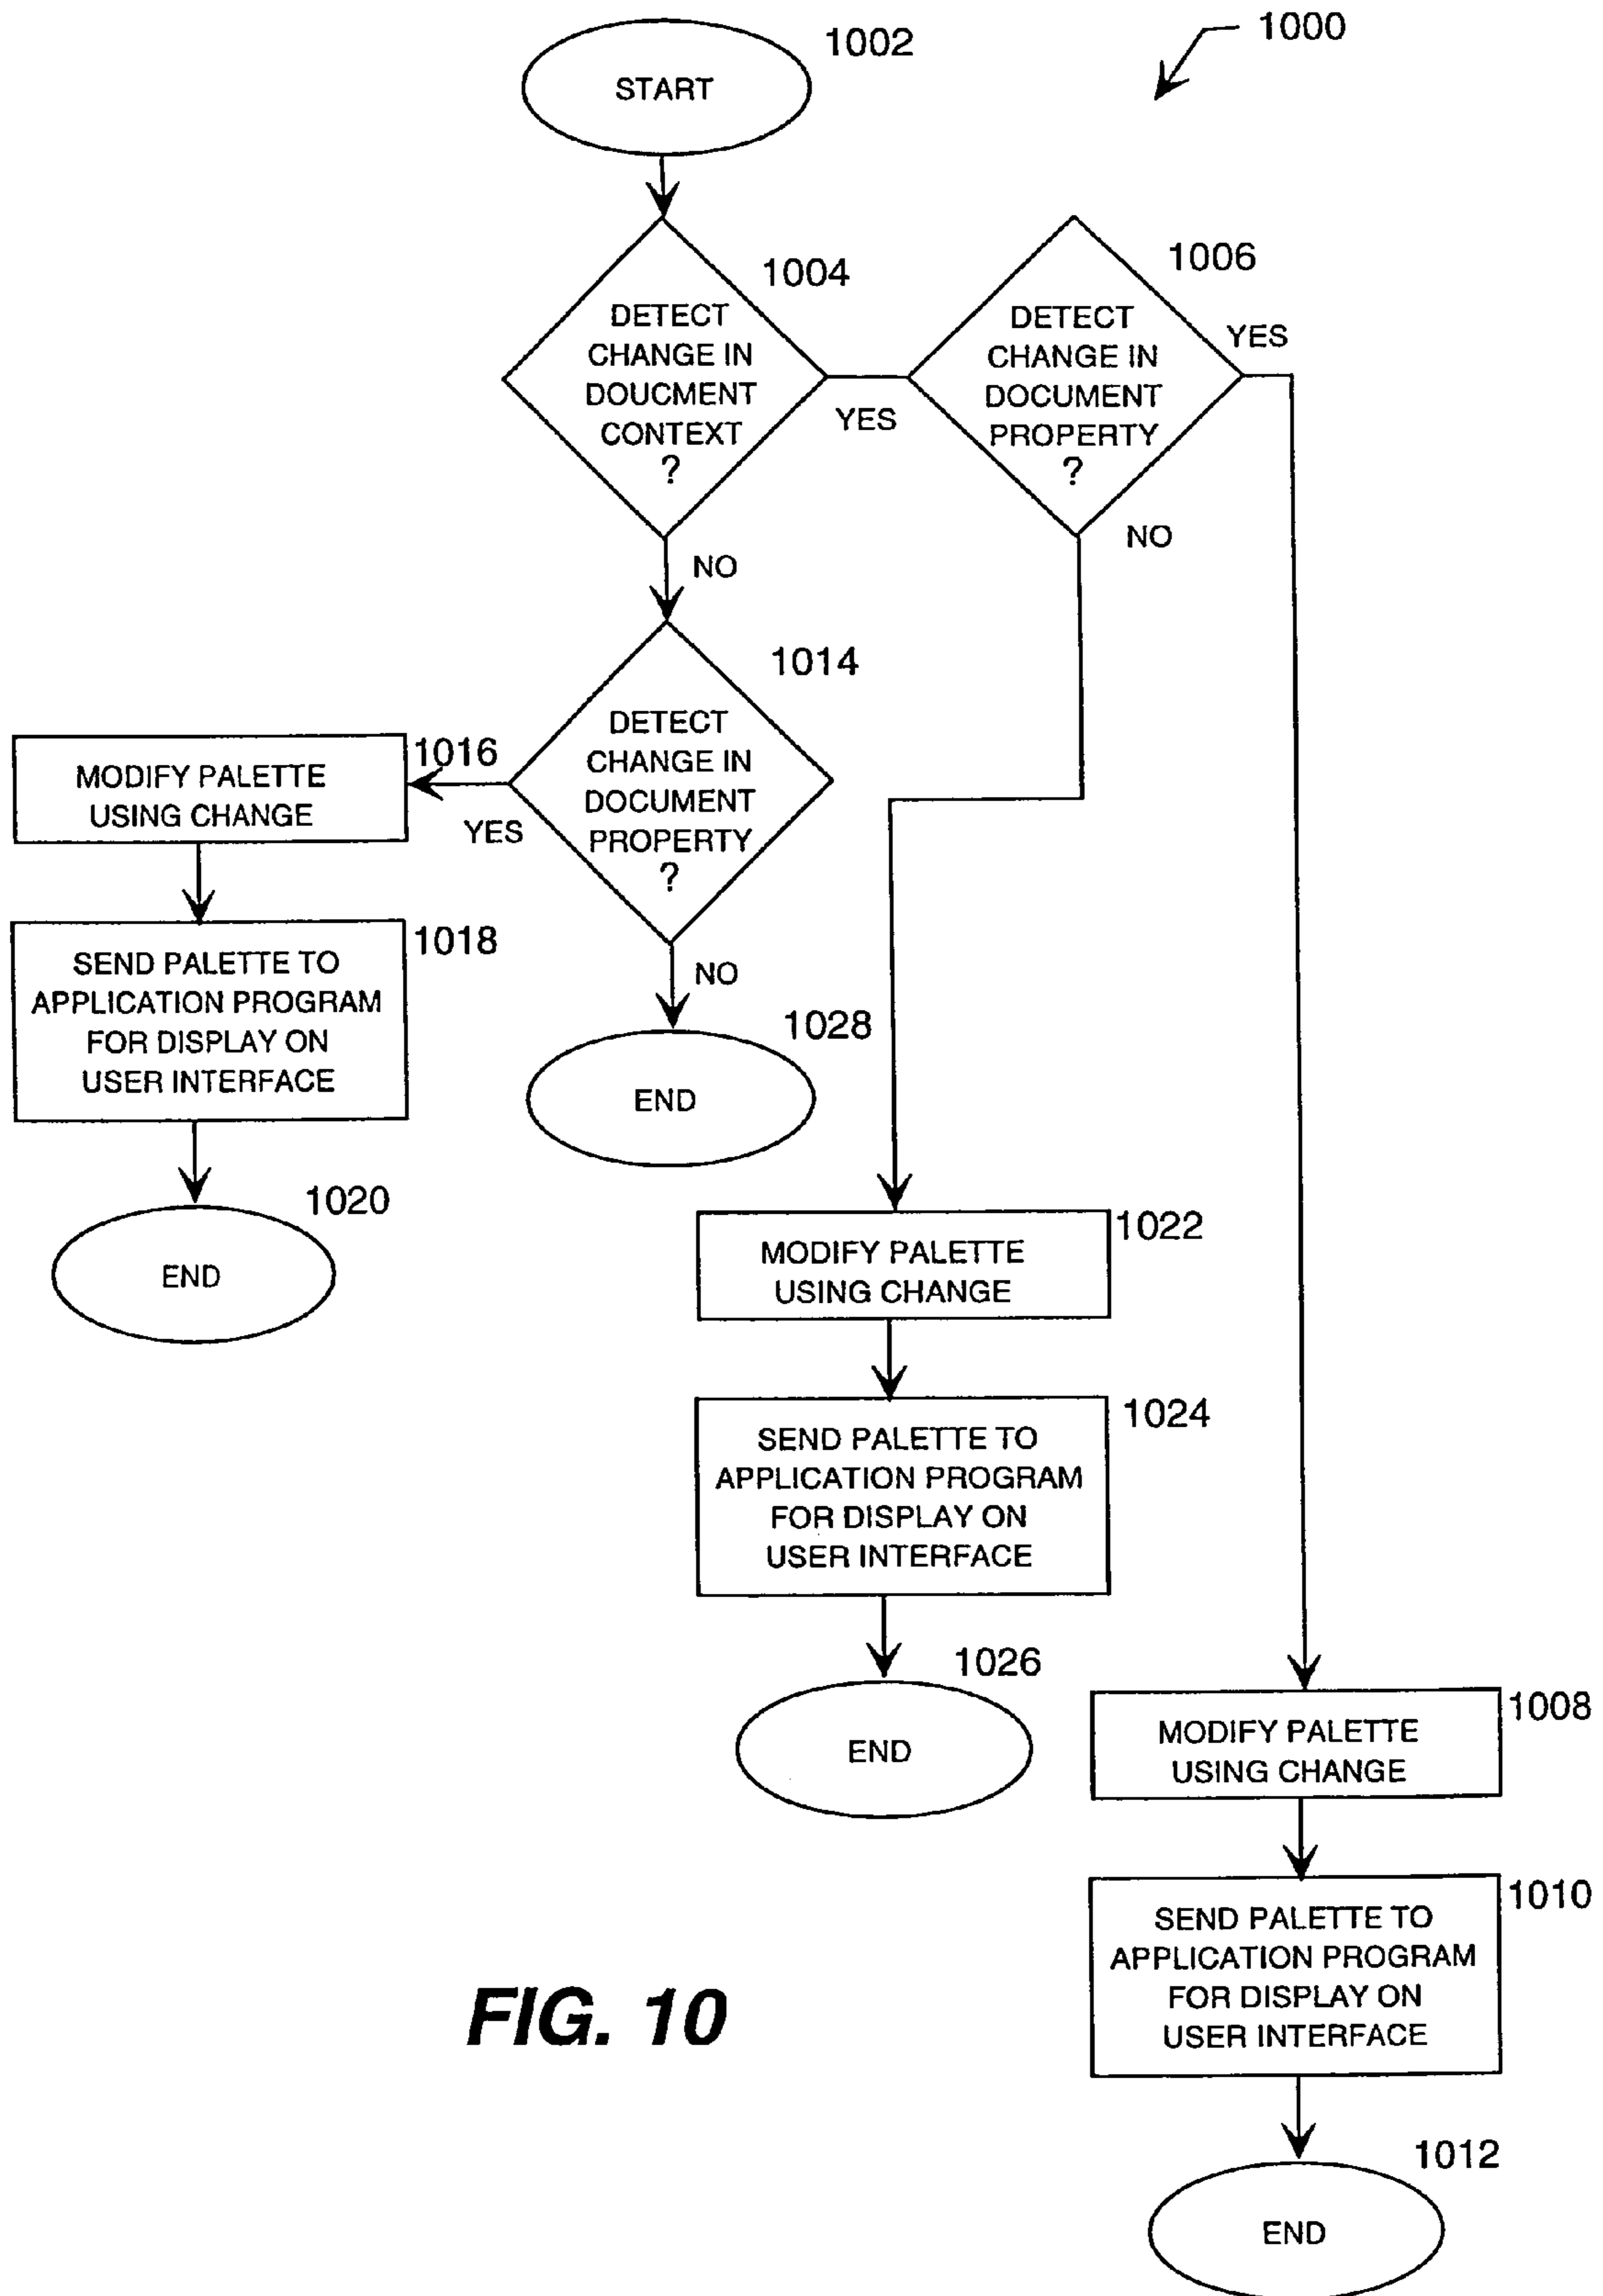 1000
1002
START
1004
DETECT
CHANGE IN
DOUCMENT
CONTEXT
?
YES
1006
DETECT
CHANGE IN
DOCUMENT
PROPERTY
?
YES
NO
NO
1014
DETECT
CHANGE IN
DOCUMENT
PROPERTY
?
YES
NO
1016
MODIFY PALETTE
USING CHANGE
1018
SEND PALETTE TO
APPLICATION PROGRAM
FOR DISPLAY ON
USER INTERFACE
1020
END
1028
END
1022
MODIFY PALETTE
USING CHANGE
1024
SEND PALETTE TO
APPLICATION PROGRAM
FOR DISPLAY ON
USER INTERFACE
1026
END
1008
MODIFY PALETTE
USING CHANGE
1010
SEND PALETTE TO
APPLICATION PROGRAM
FOR DISPLAY ON
USER INTERFACE
1012
END
FIG. 10